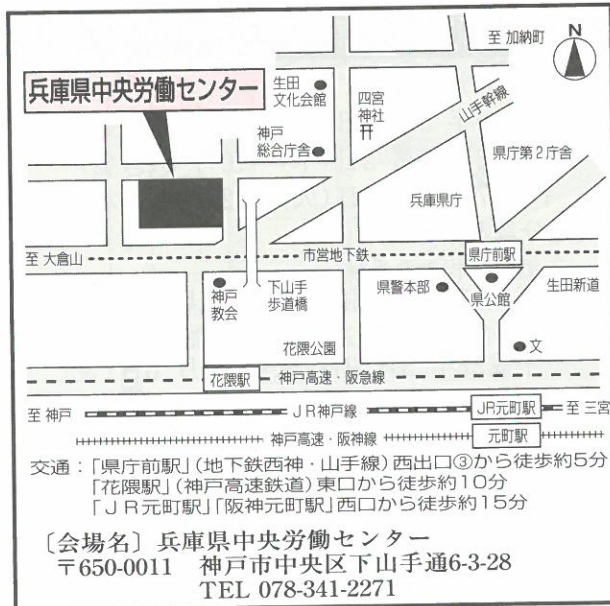 至 加納町
N
兵庫県中央労働センター
生田
文化会館
四宮
神社
山手幹線
神戸
総合庁舎
県庁第2庁舎
兵庫県庁
至 大倉山
市営地下鉄
県庁前駅
神戸
教会
下山手
歩道橋
県警本部
県公館
生田新道
花隈公園
文
花隈駅
神戸高速・阪急線
至 神戸
JR神戸線
JR元町駅
至 三宮
神戸高速・阪神線
元町駅
交通：「県庁前駅」(地下鉄西神・山手線) 西出口③から徒歩約5分
「花隈駅」(神戸高速鉄道) 東口から徒歩約10分
「ＪＲ元町駅」「阪神元町駅」西口から徒歩約15分
〔会場名〕兵庫県中央労働センター
〒650-0011　神戸市中央区下山手通6-3-28
TEL 078-341-2271